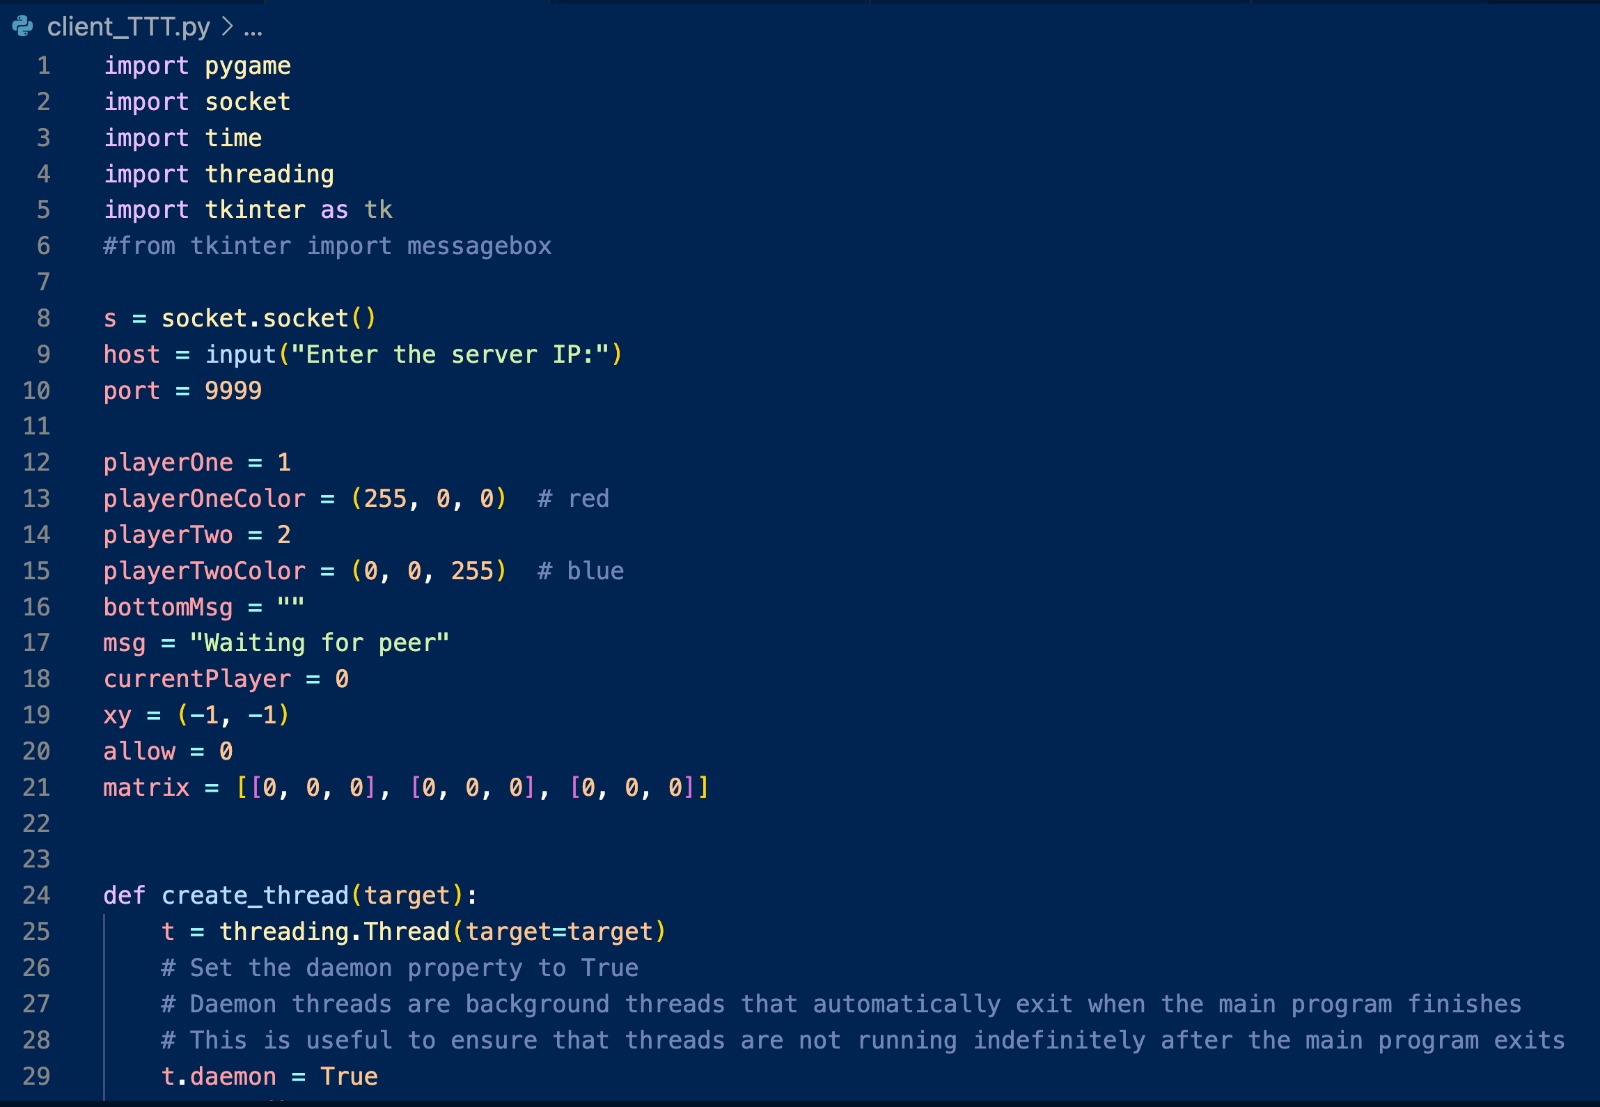 client_TTT.py > ...
1 import pygame
2 import socket
3 import time
4 import threading
5 import tkinter as tk
6 #from tkinter import messagebox
7
8 s = socket.socket()
9 host = input("Enter the server IP:")
10 port = 9999
11
12 playerOne = 1
13 playerOneColor = (255, 0, 0)  # red
14 playerTwo = 2
15 playerTwoColor = (0, 0, 255)  # blue
16 bottomMsg = ""
17 msg = "Waiting for peer"
18 currentPlayer = 0
19 xy = (-1, -1)
20 allow = 0
21 matrix = [[0, 0, 0], [0, 0, 0], [0, 0, 0]]
22
23
24 def create_thread(target):
25     t = threading.Thread(target=target)
26     # Set the daemon property to True
27     # Daemon threads are background threads that automatically exit when the main program finishes
28     # This is useful to ensure that threads are not running indefinitely after the main program exits
29     t.daemon = True